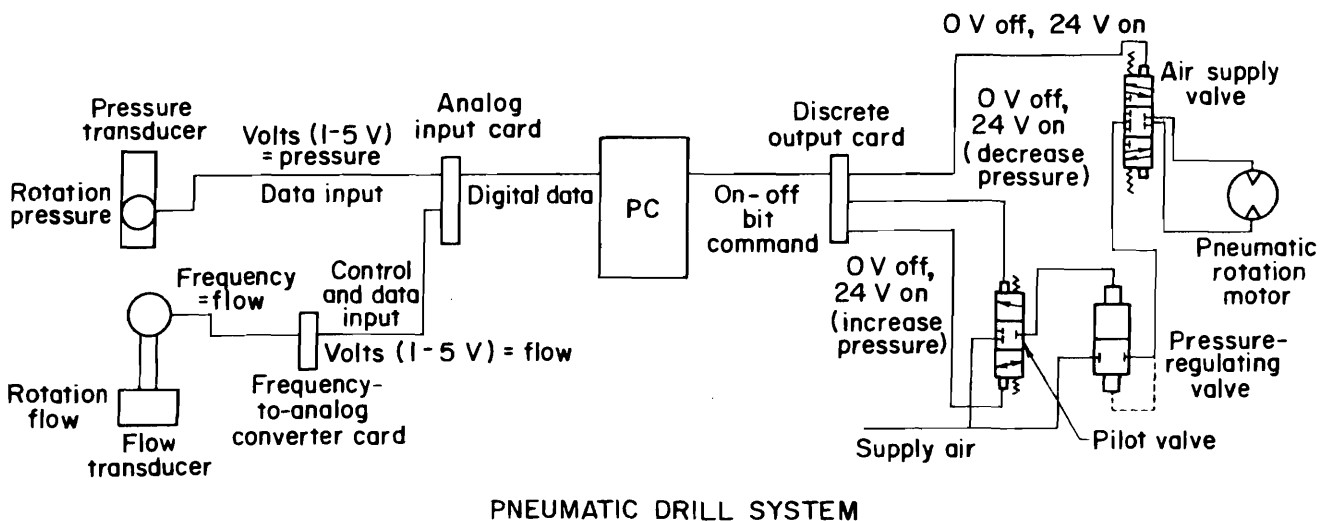 0 V off, 24 V on
Air supply
valve
Pressure
transducer
Analog
input card
Discrete
output card
0 V off,
24 V on
(decrease
pressure)
Volts (1-5 V)
= pressure
Rotation
pressure
Data input
Digital data
PC
On-off
bit
command
Pneumatic
rotation
motor
Frequency
=flow
Control
and data
input
0 V off,
24 V on
(increase
pressure)
Volts (1-5 V) = flow
Pressure-
regulating
valve
Rotation
flow
Frequency-
to-analog
converter card
Flow
transducer
Supply air
Pilot valve
PNEUMATIC DRILL SYSTEM